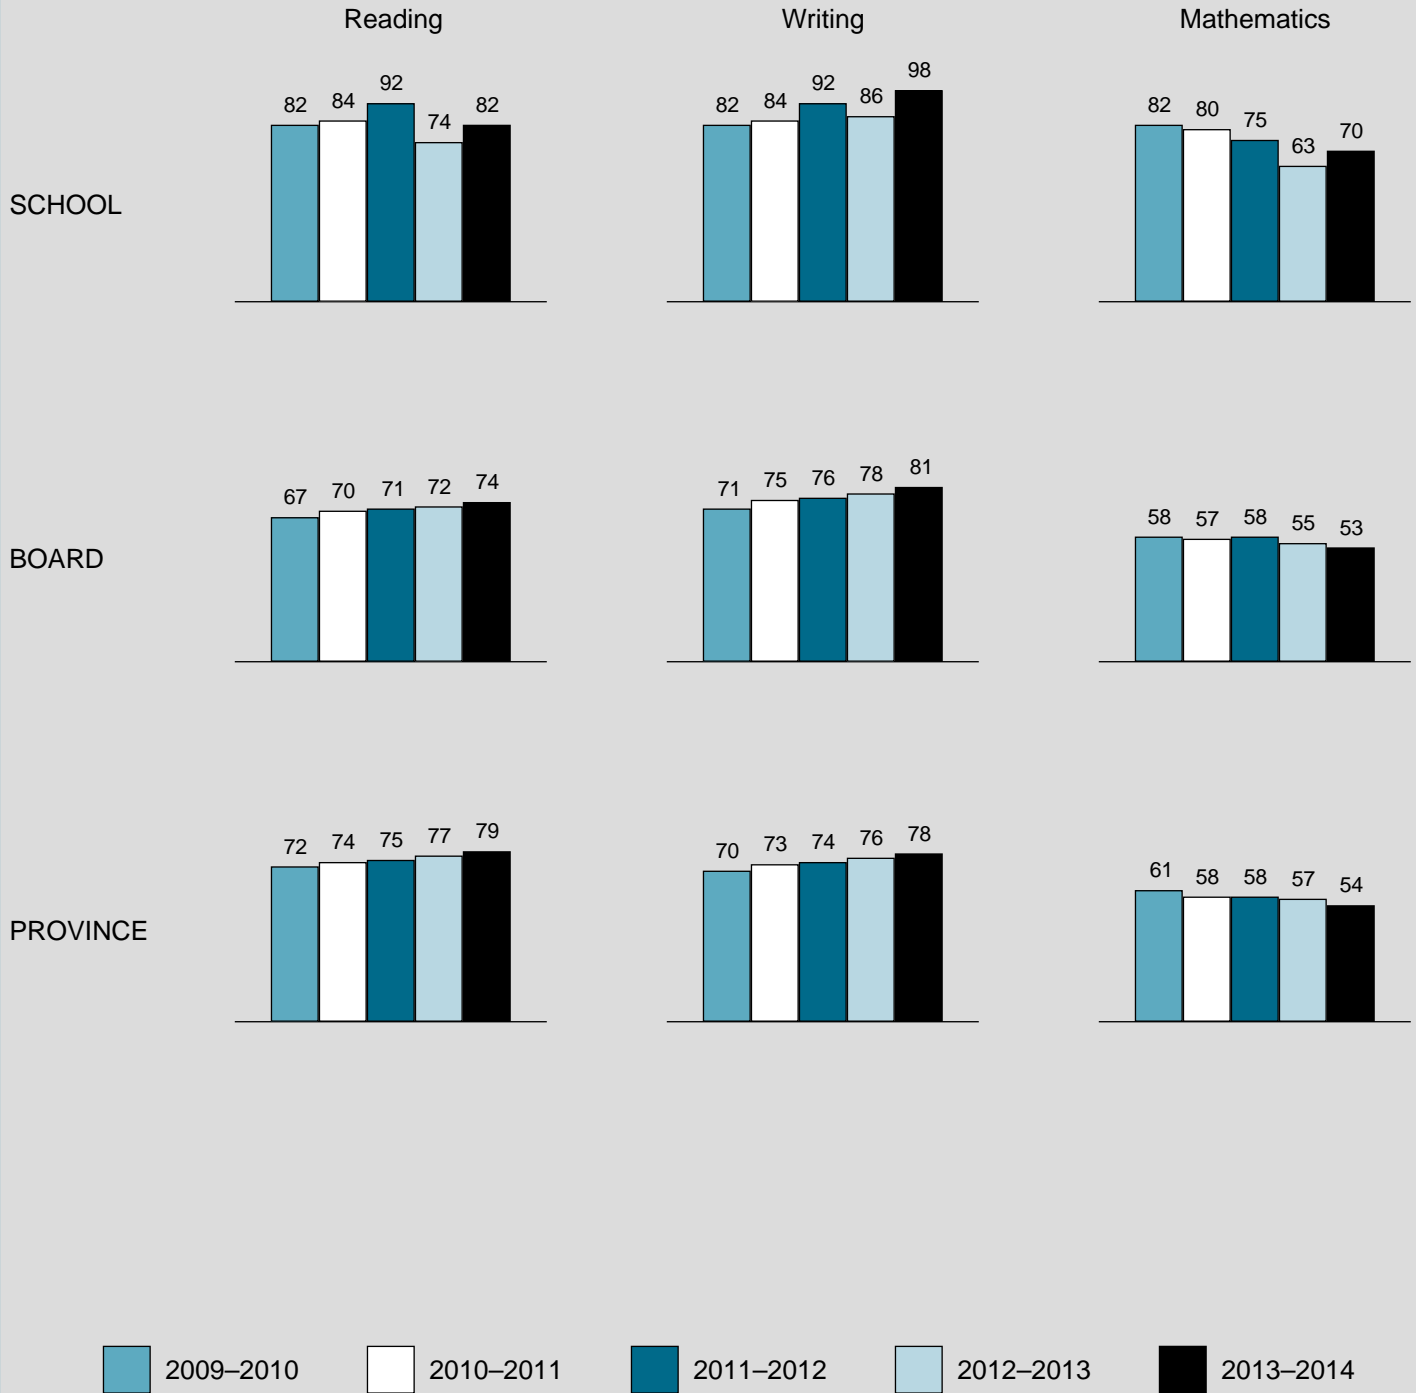 Reading Writing Mathematics
SCHOOL
82 84 92 74 82
82 84 92 86 98
82 80 75 63 70
BOARD
67 70 71 72 74
71 75 76 78 81
58 57 58 55 53
PROVINCE
72 74 75 77 79
70 73 74 76 78
61 58 58 57 54
2009–2010 2010–2011 2011–2012 2012–2013 2013–2014